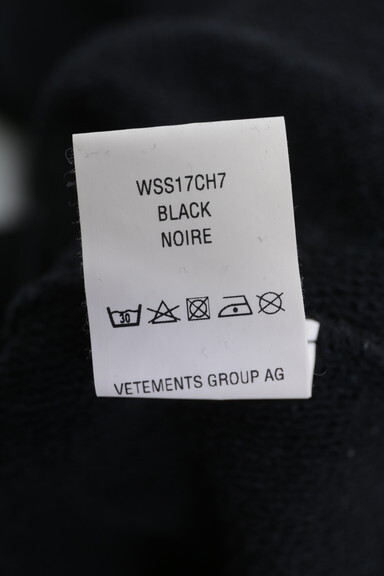 WSS17CH7
BLACK
NOIRE
30
VETEMENTS GROUP AG